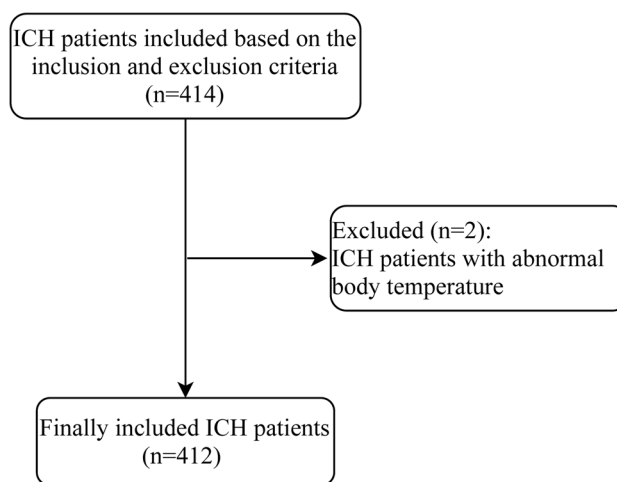 ICH patients included based on the
inclusion and exclusion criteria
(n=414)
Excluded (n=2):
ICH patients with abnormal
body temperature
Finally included ICH patients
(n=412)